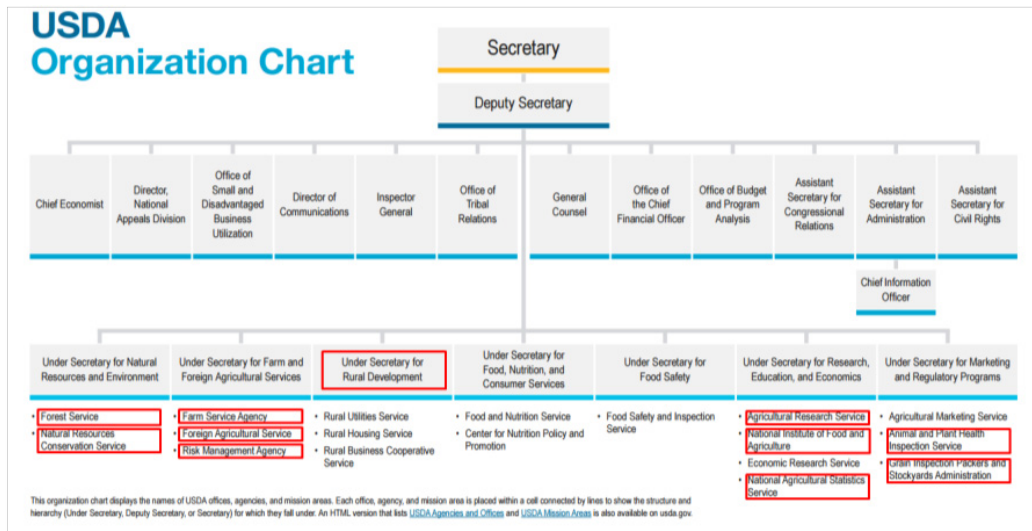 USDA
Organization Chart
Secretary
Deputy Secretary
Chief Economist
Director,
National
Appeals Division
Office of
Small and
Disadvantaged
Business
Utilization
Director of
Communications
Inspector
General
Office of
Tribal
Relations
General
Counsel
Office of
the Chief
Financial Officer
Office of Budget
and Program
Analysis
Assistant
Secretary for
Congressional
Relations
Assistant
Secretary for
Administration
Assistant
Secretary for
Civil Rights
Chief Information
Officer
Under Secretary for Natural
Resources and Environment
• Forest Service
• Natural Resources
Conservation Service
Under Secretary for Farm and
Foreign Agricultural Services
• Farm Service Agency
• Foreign Agricultural Service
• Risk Management Agency
Under Secretary for
Rural Development
• Rural Utilities Service
• Rural Housing Service
• Rural Business Cooperative
Service
Under Secretary for
Food, Nutrition, and
Consumer Services
• Food and Nutrition Service
• Center for Nutrition Policy and
Promotion
Under Secretary for
Food Safety
• Food Safety and Inspection
Service
Under Secretary for Research,
Education, and Economics
• Agricultural Research Service
• National Institute of Food and
Agriculture
• Economic Research Service
• National Agricultural Statistics
Service
Under Secretary for Marketing
and Regulatory Programs
• Agricultural Marketing Service
• Animal and Plant Health
Inspection Service
• Grain Inspection Packers and
Stockyards Administration
This organization chart displays the names of USDA offices, agencies, and mission areas. Each office, agency, and mission area is placed within a cell connected by lines to show the structure and
hierarchy (Under Secretary, Deputy Secretary, or Secretary) for which they fall under. An HTML version that lists USDA Agencies and Offices and USDA Mission Areas is also available on usda.gov.